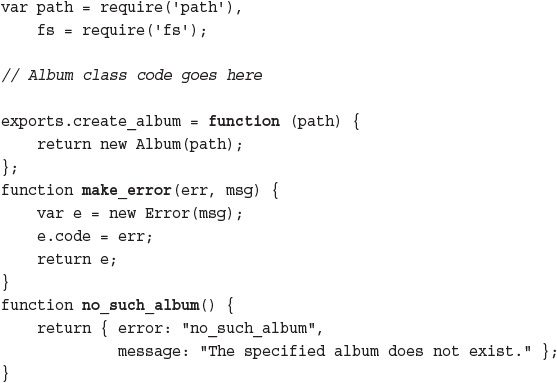 var path = require('path'),
    fs = require('fs');

// Album class code goes here

exports.create_album = function (path) {
    return new Album(path);
};
function make_error(err, msg) {
    var e = new Error(msg);
    e.code = err;
    return e;
}
function no_such_album() {
    return { error: "no_such_album",
             message: "The specified album does not exist." };
}